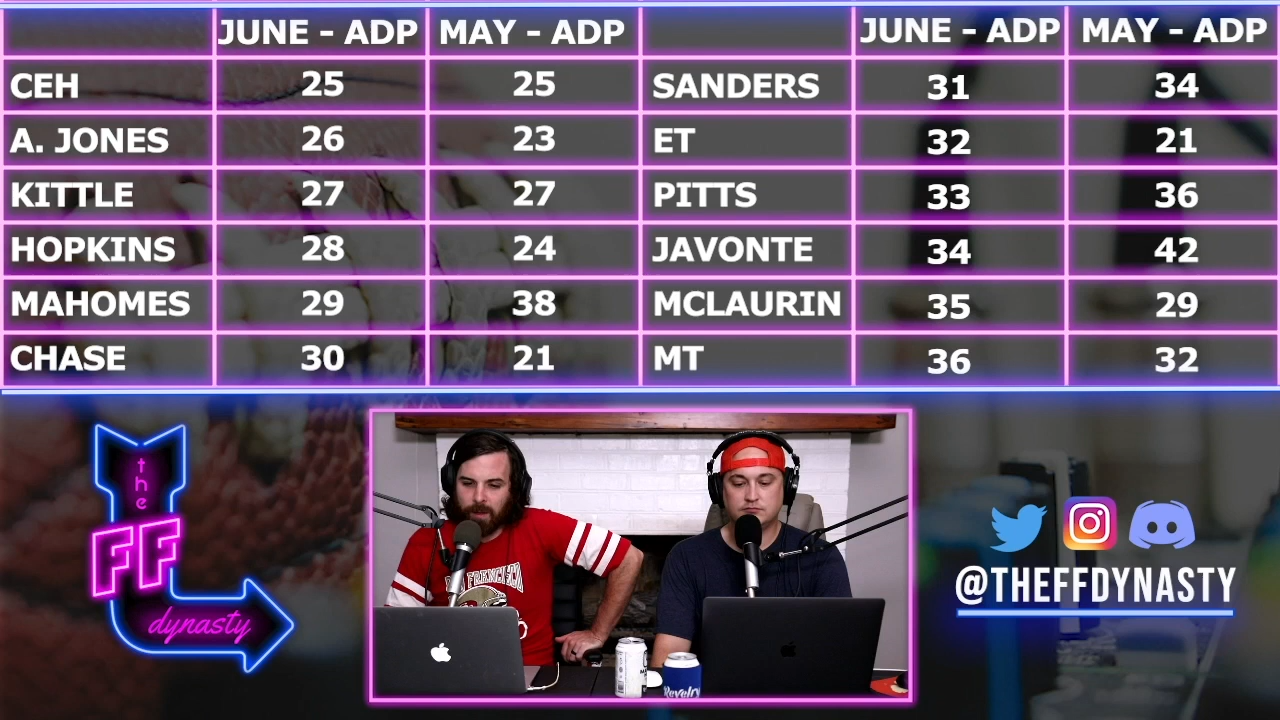 JUNE - ADP MAY - ADP JUNE - ADP MAY - ADP
CEH 25 25 SANDERS 31 34
A. JONES 26 23 ET 32 21
KITTLE 27 27 PITTS 33 36
HOPKINS 28 24 JAVONTE 34 42
MAHOMES 29 38 MCLAURIN 35 29
CHASE 30 21 MT 36 32
the
FF
dynasty
FRANCISCO
Revelry
@THEFFDYNASTY